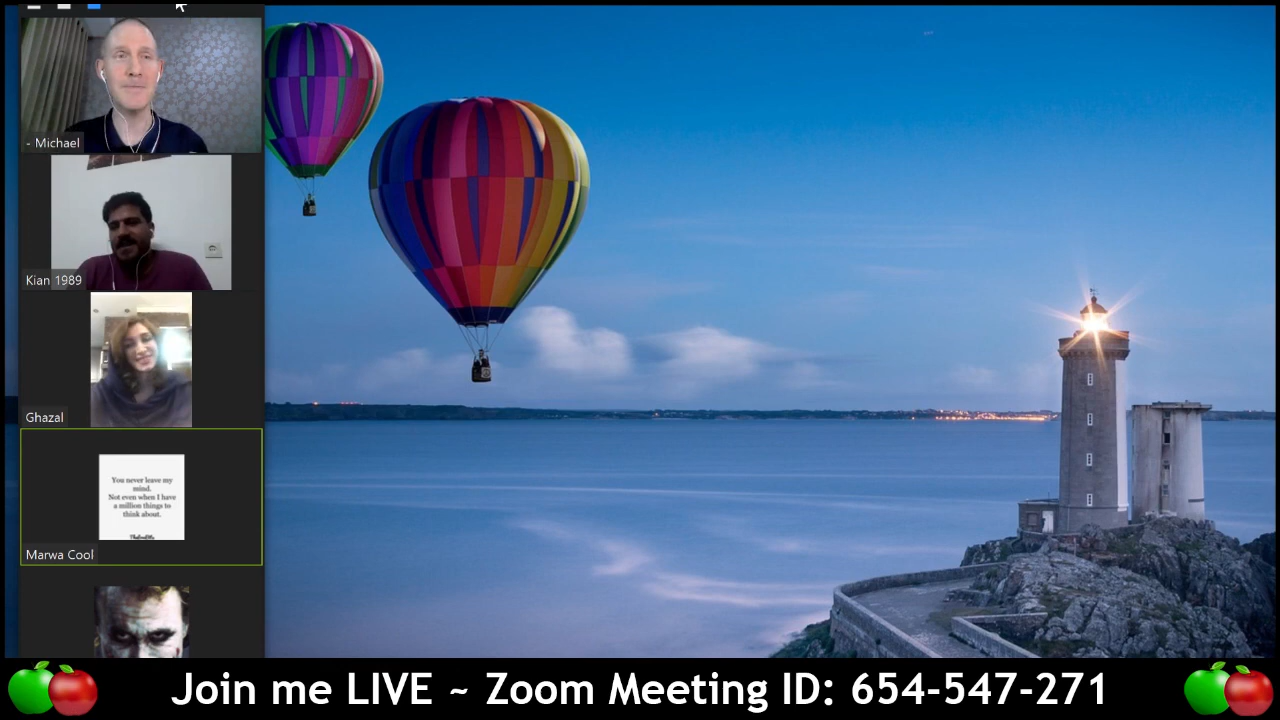 - Michael
Kian 1989
Ghazal
You never leave my
mind.
Not even when I have
a million things to
think about.
Marwa Cool
Join me LIVE ~ Zoom Meeting ID: 654-547-271